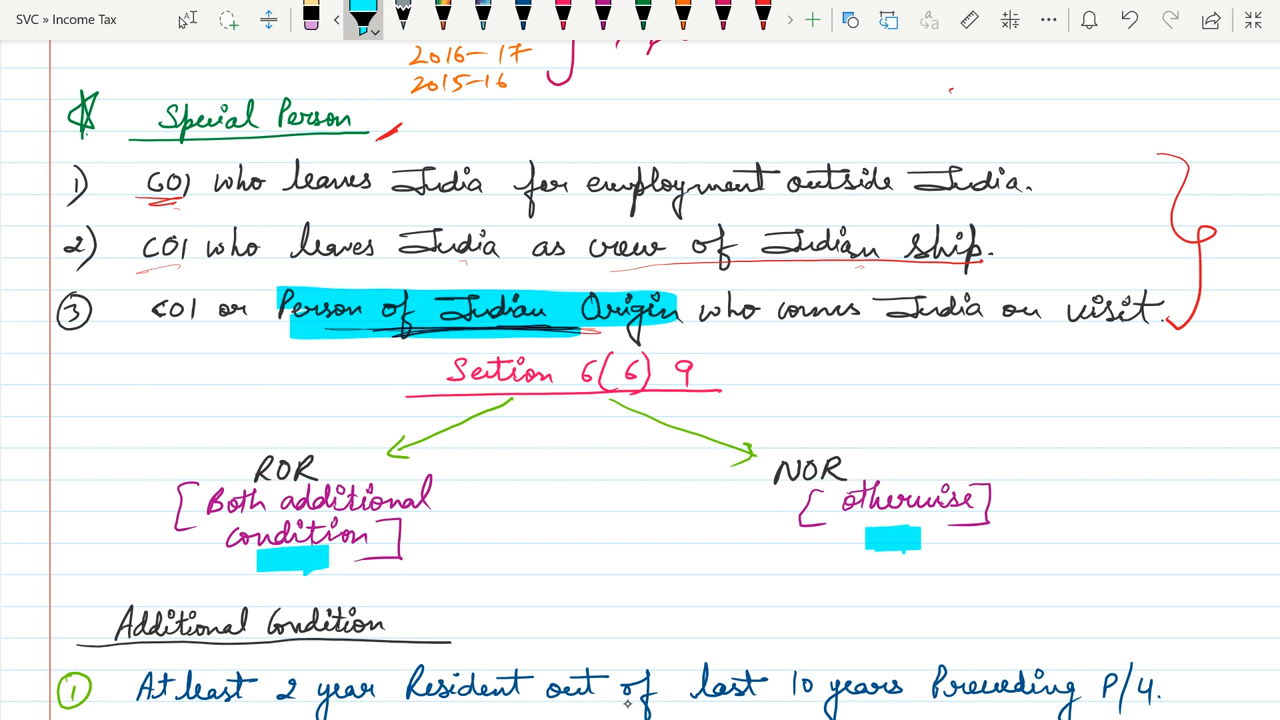 SVC » Income Tax
2016-17
2015-16
Special Person
1) COI who leaves India for employment outside India.
2) COI who leaves India as crew of Indian ship.
③ COI or Person of Indian Origin who comes India on visit.
Section 6(6) 9
ROR
[Both additional
condition]
NOR
[otherwise]
Additional Condition
① At least 2 year Resident out of last 10 years Preceding P/Y.